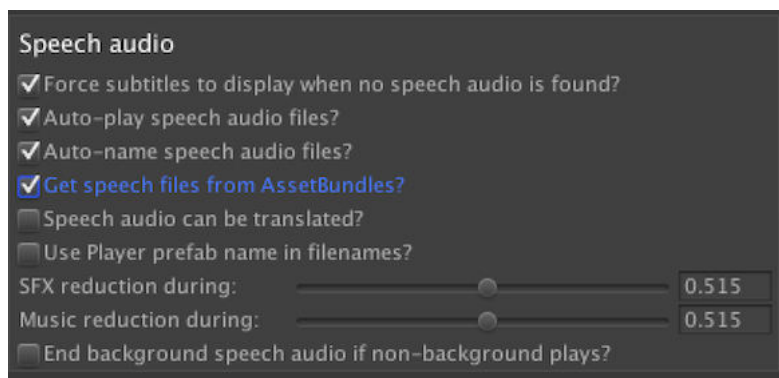 Speech audio
Force subtitles to display when no speech audio is found?
Auto-play speech audio files?
Auto-name speech audio files?
Get speech files from AssetBundles?
Speech audio can be translated?
Use Player prefab name in filenames?
SFX reduction during: 0.515
Music reduction during: 0.515
End background speech audio if non-background plays?